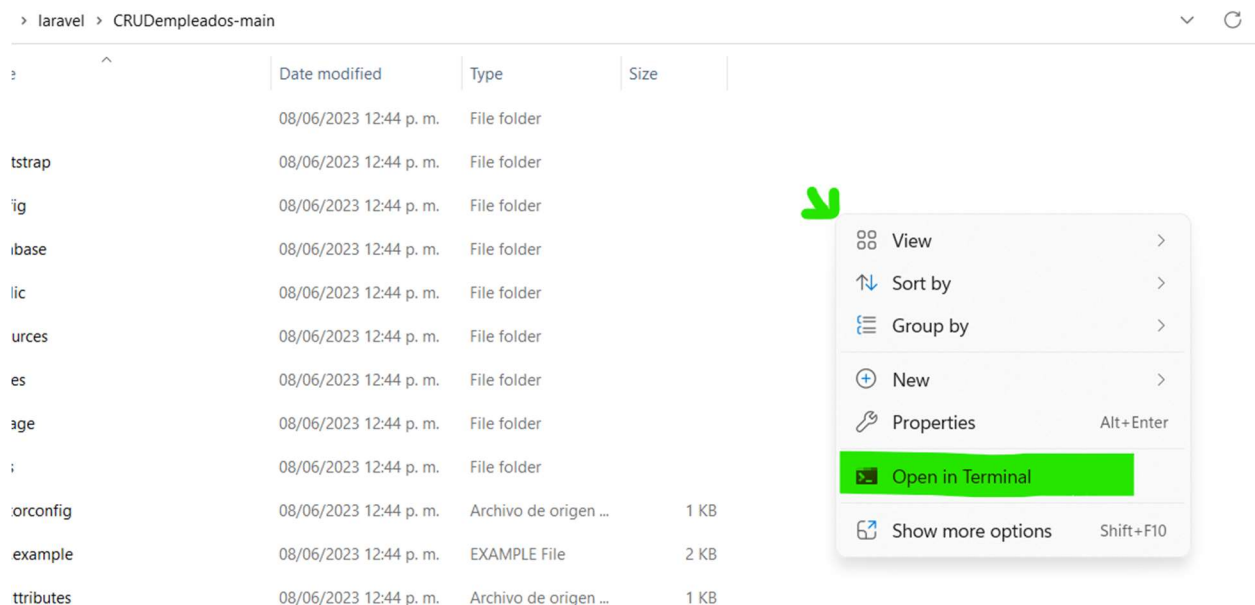 laravel > CRUDempleados-main
Date modified Type Size
08/06/2023 12:44 p. m. File folder
tstrap 08/06/2023 12:44 p. m. File folder
ig 08/06/2023 12:44 p. m. File folder
base 08/06/2023 12:44 p. m. File folder
lic 08/06/2023 12:44 p. m. File folder
urces 08/06/2023 12:44 p. m. File folder
es 08/06/2023 12:44 p. m. File folder
age 08/06/2023 12:44 p. m. File folder
08/06/2023 12:44 p. m. File folder
orconfig 08/06/2023 12:44 p. m. Archivo de origen ... 1 KB
.example 08/06/2023 12:44 p. m. EXAMPLE File 2 KB
ttributes 08/06/2023 12:44 p. m. Archivo de origen ... 1 KB
View
Sort by
Group by
New
Properties Alt+Enter
Open in Terminal
Show more options Shift+F10